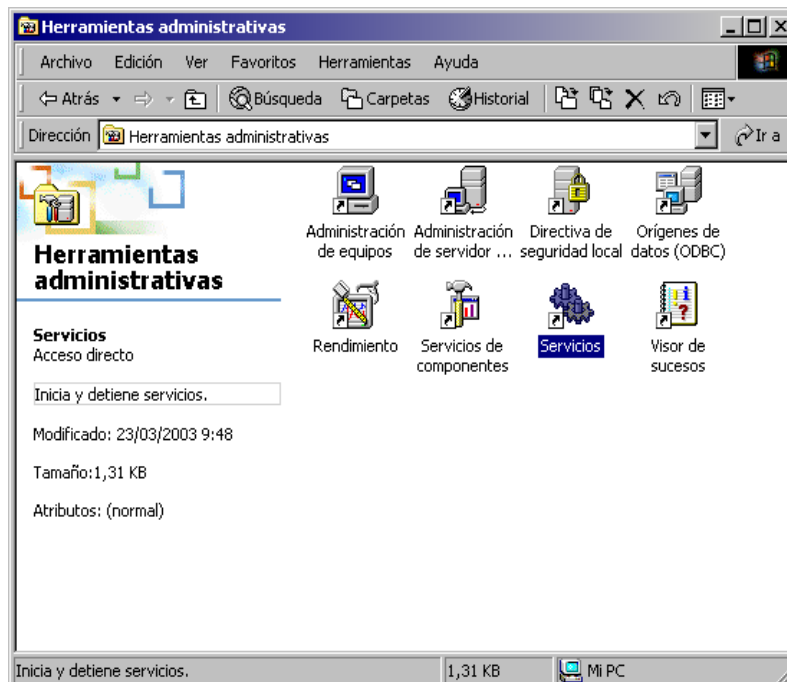 Herramientas administrativas
Archivo Edición Ver Favoritos Herramientas Ayuda
Atrás Búsqueda Carpetas Historial
Dirección Herramientas administrativas Ir a
Herramientas
administrativas
Servicios
Acceso directo
Inicia y detiene servicios.
Modificado: 23/03/2003 9:48
Tamaño:1,31 KB
Atributos: (normal)
Administración
de equipos
Administración
de servidor ...
Directiva de
seguridad local
Orígenes de
datos (ODBC)
Rendimiento
Servicios de
componentes
Servicios
Visor de
sucesos
Inicia y detiene servicios. 1,31 KB Mi PC